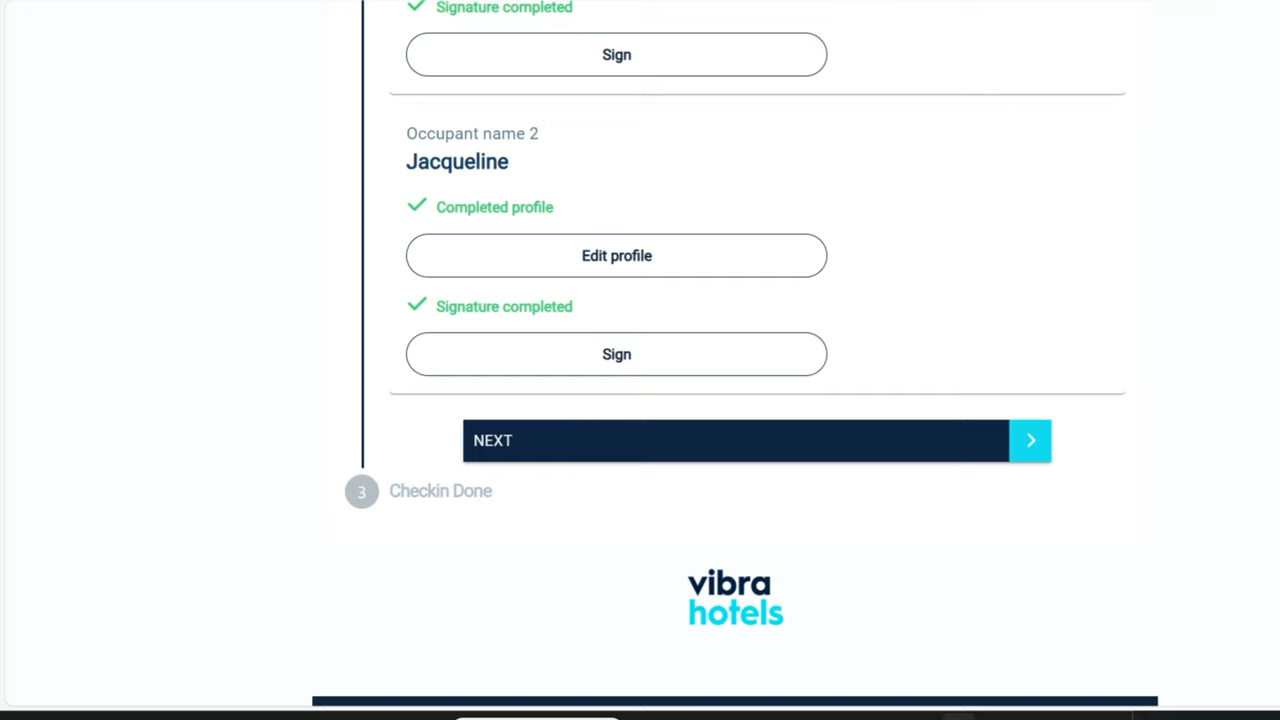 Signature completed
Sign
Occupant name 2
Jacqueline
Completed profile
Edit profile
Signature completed
Sign
NEXT
3 Checkin Done
vibra
hotels